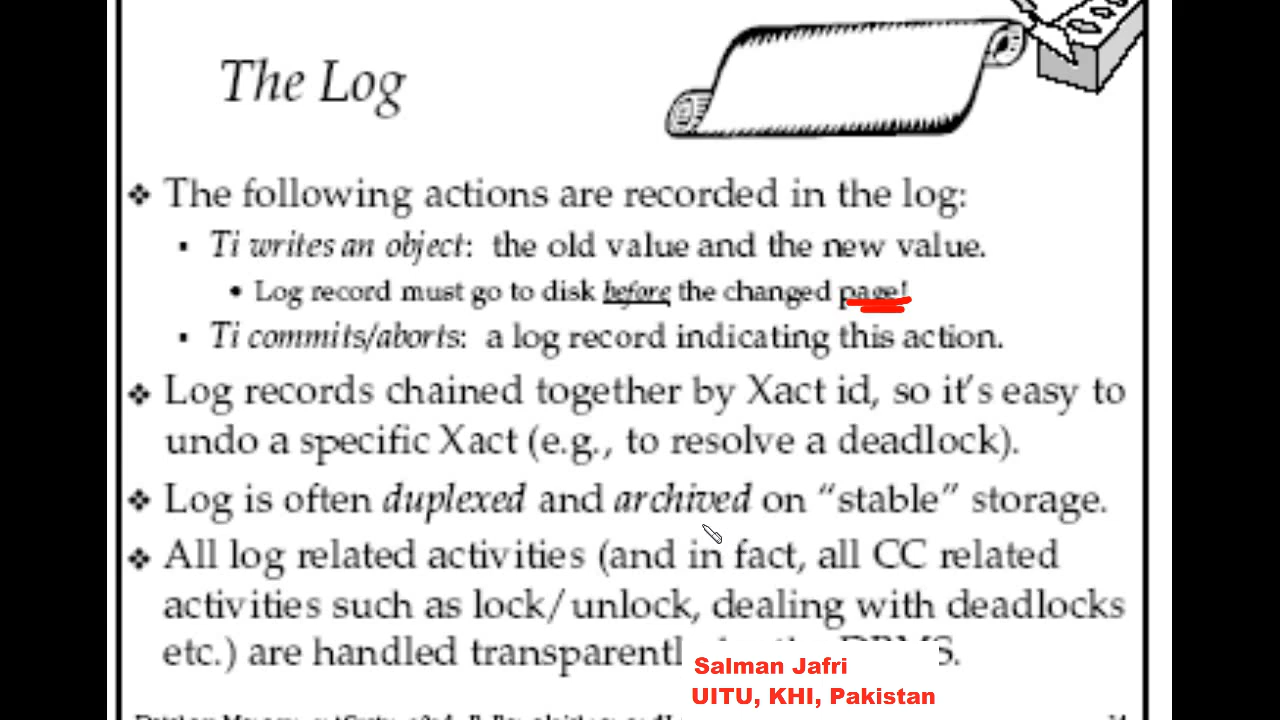 The Log
❖ The following actions are recorded in the log:
▪ Ti writes an object: the old value and the new value.
• Log record must go to disk before the changed page!
▪ Ti commits/aborts: a log record indicating this action.
❖ Log records chained together by Xact id, so it's easy to
undo a specific Xact (e.g., to resolve a deadlock).
❖ Log is often duplexed and archived on “stable” storage.
❖ All log related activities (and in fact, all CC related
activities such as lock/unlock, dealing with deadlocks
etc.) are handled
Salman Jafri
UITU, KHI, Pakistan